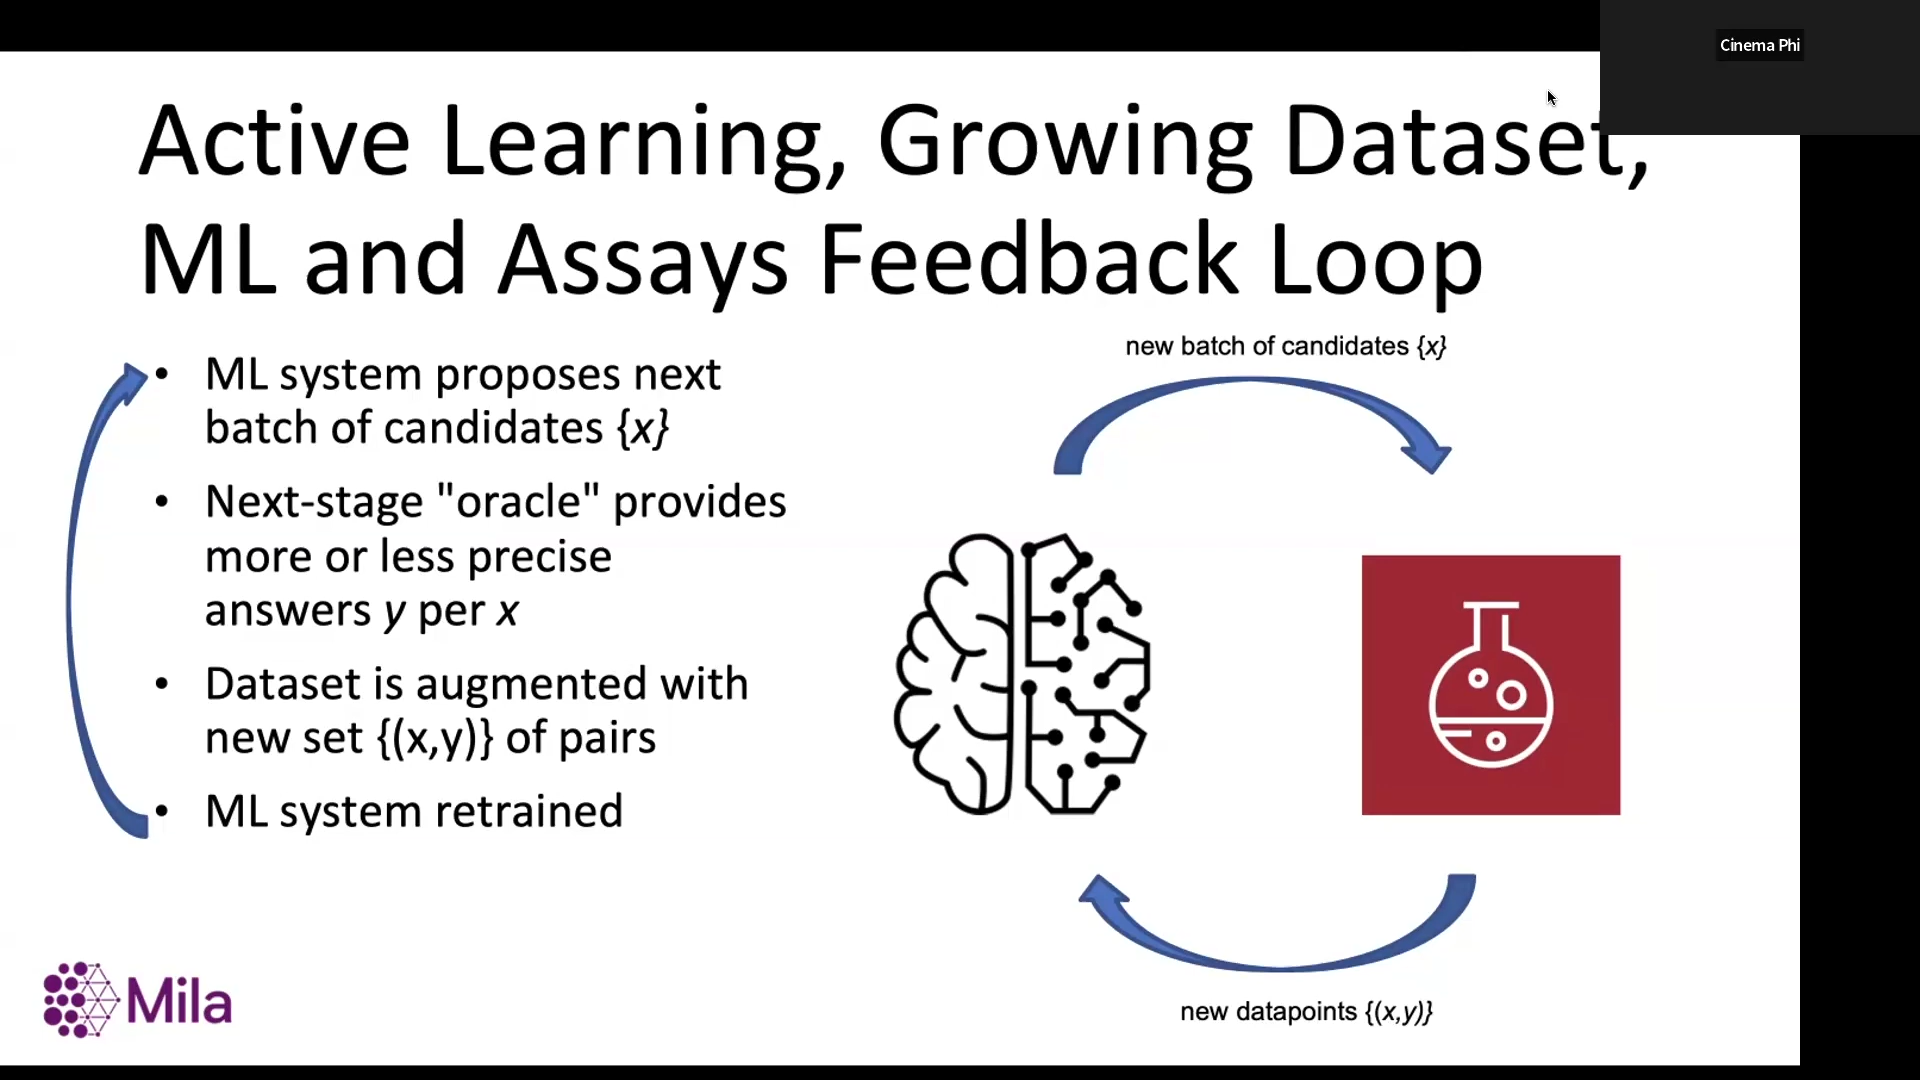 Cinema Phi
Active Learning, Growing Dataset,
ML and Assays Feedback Loop
• ML system proposes next
batch of candidates {x}
• Next-stage "oracle" provides
more or less precise
answers y per x
• Dataset is augmented with
new set {(x,y)} of pairs
• ML system retrained
new batch of candidates {x}
new datapoints {(x,y)}
Mila